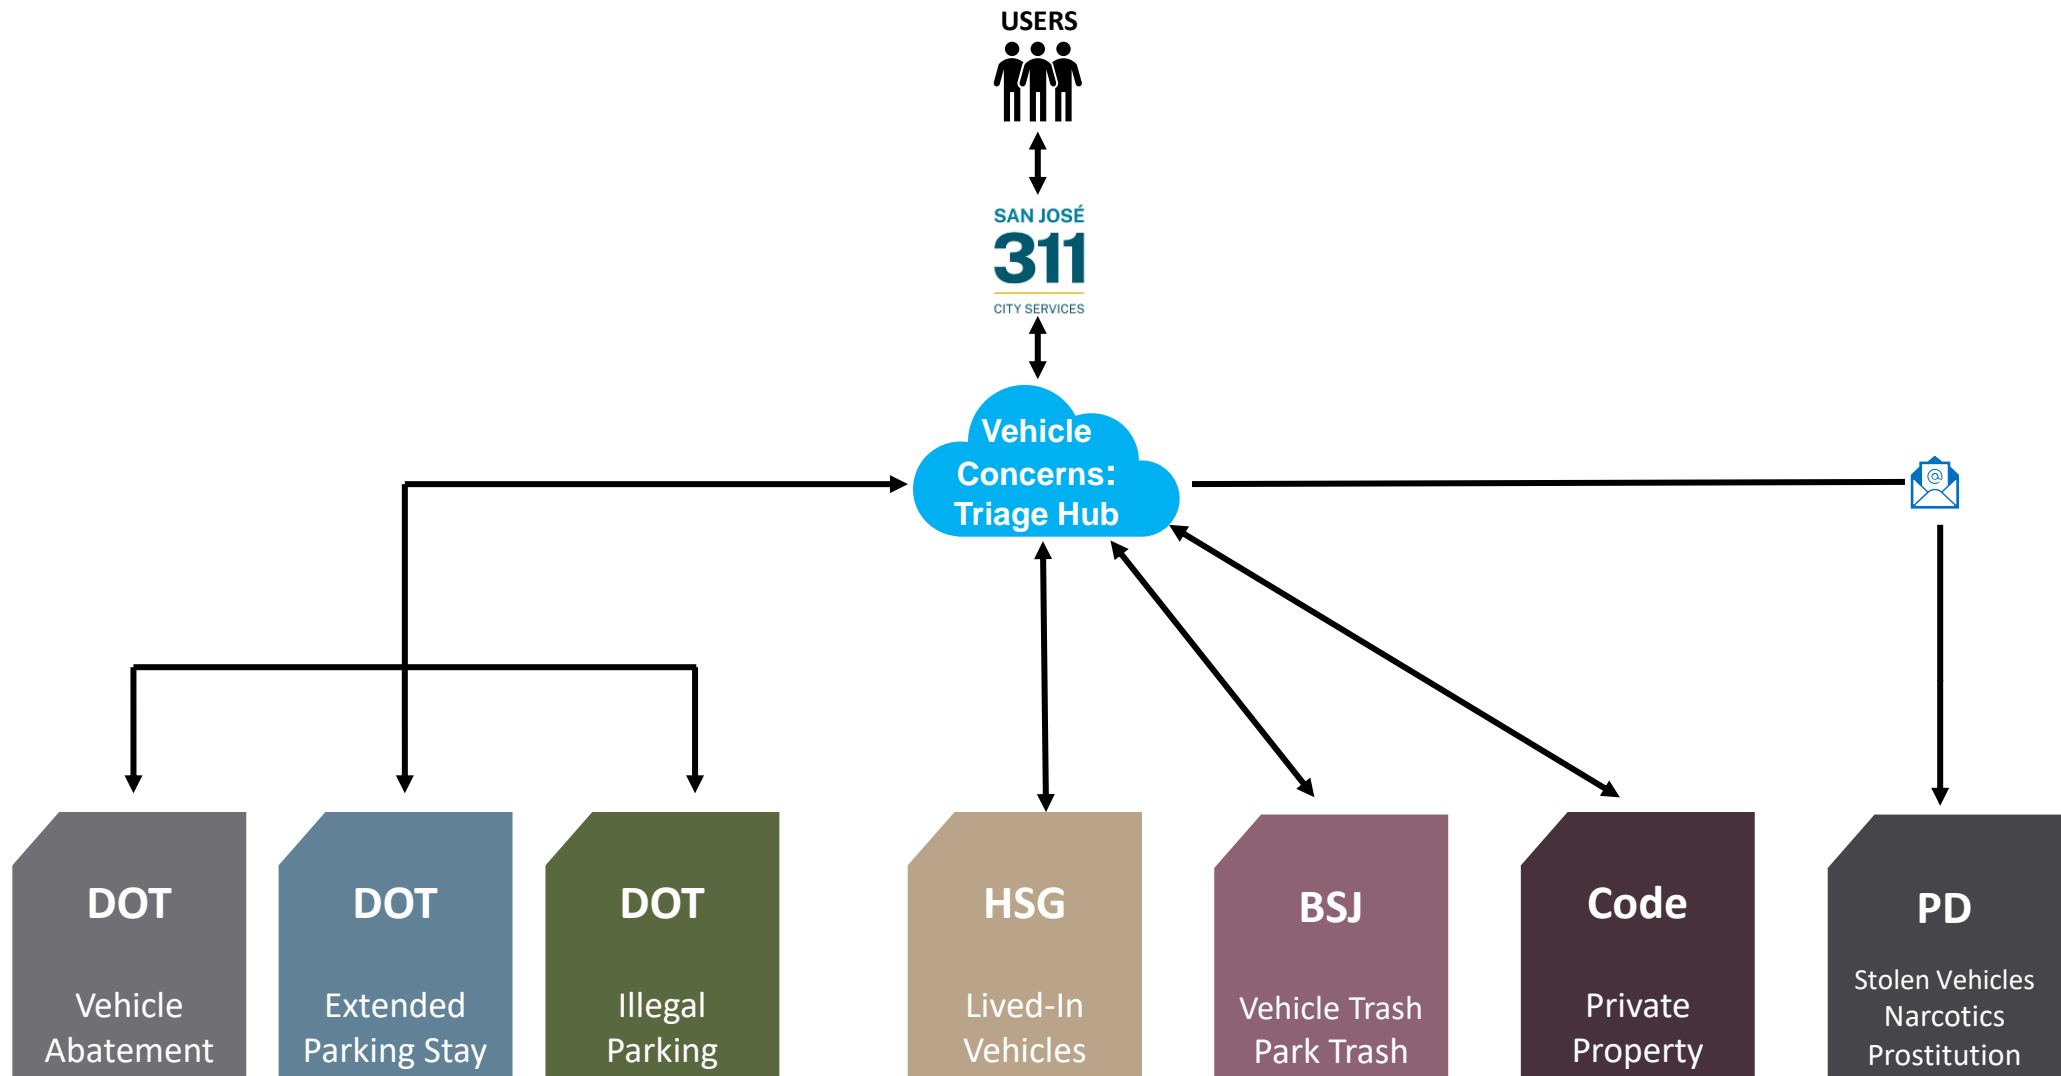 USERS
SAN JOSÉ
311
CITY SERVICES
Vehicle
Concerns:
Triage Hub
@
DOT
Vehicle
Abatement
DOT
Extended
Parking Stay
DOT
Illegal
Parking
HSG
Lived-In
Vehicles
BSJ
Vehicle Trash
Park Trash
Code
Private
Property
PD
Stolen Vehicles
Narcotics
Prostitution